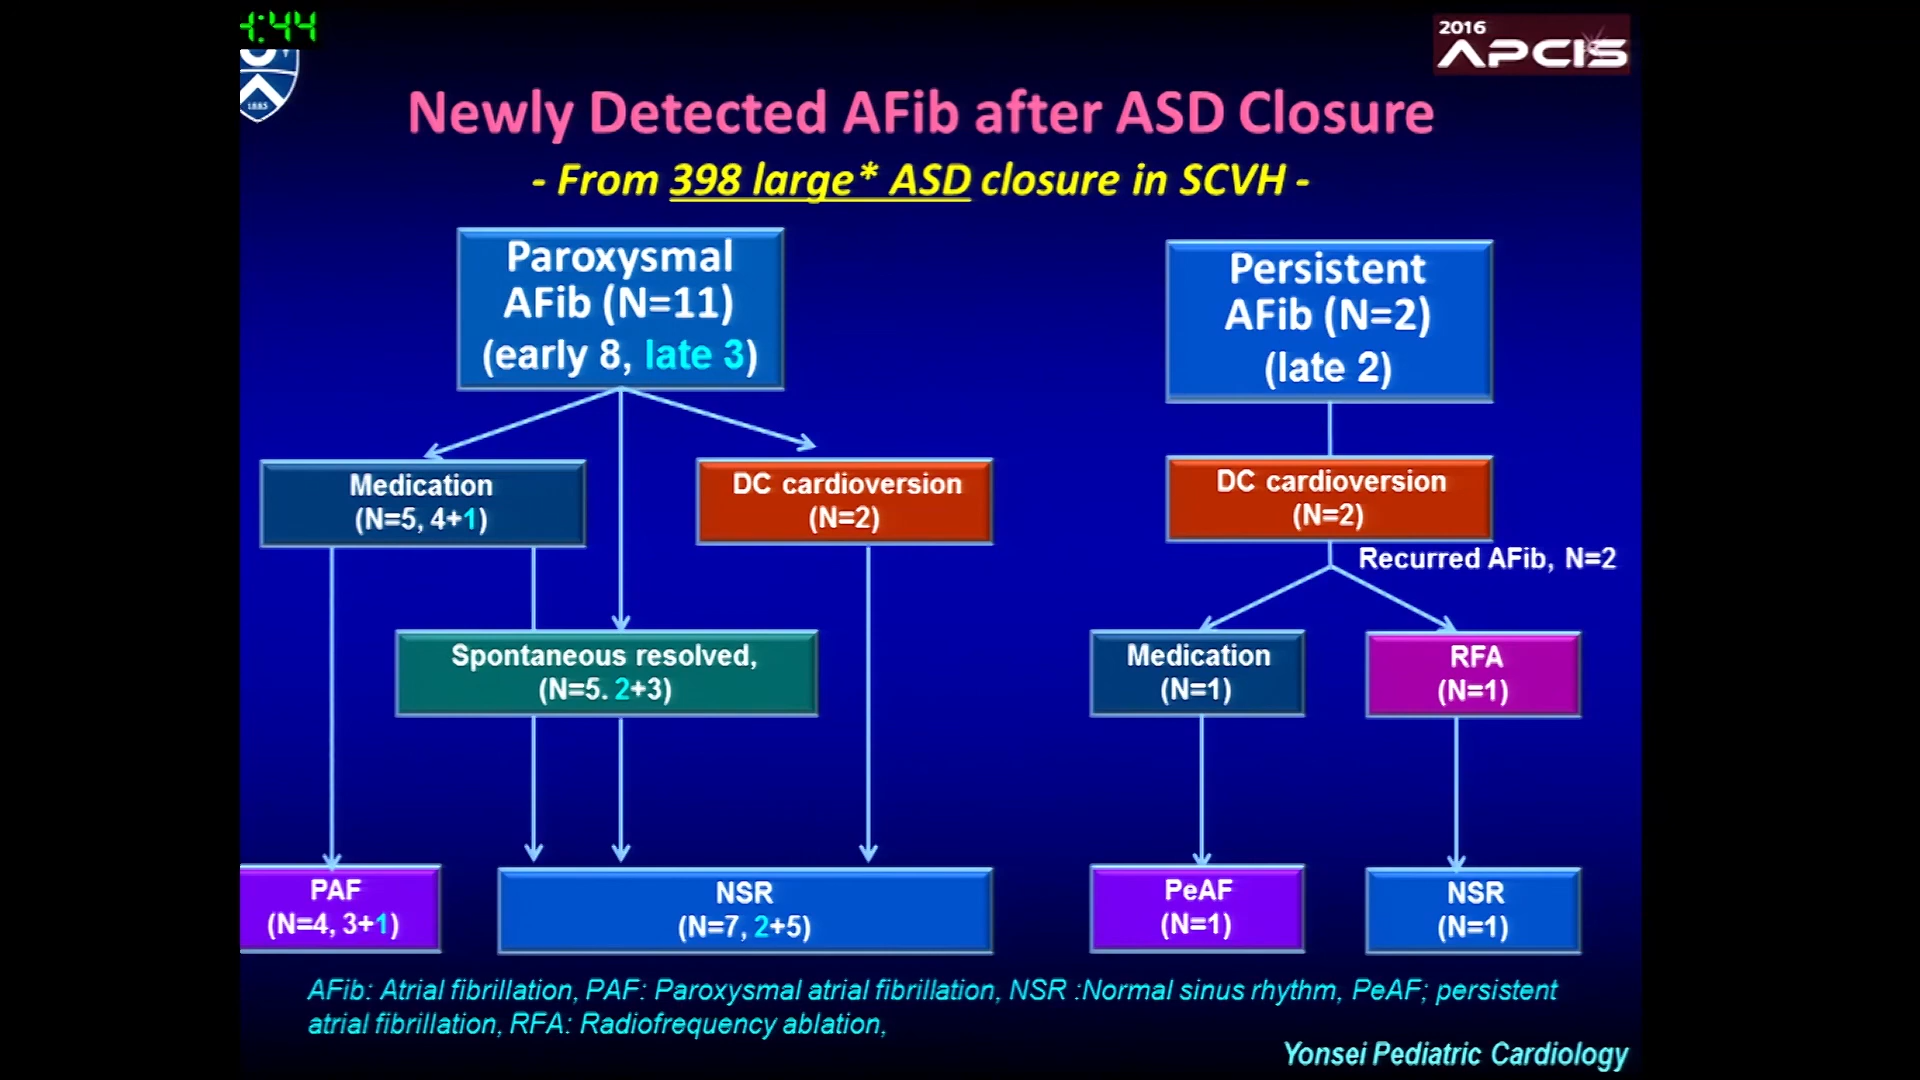 :44
2016
APCIS
1885
Newly Detected AFib after ASD Closure
- From 398 large* ASD closure in SCVH -
Paroxysmal
AFib (N=11)
(early 8, late 3)
Persistent
AFib (N=2)
(late 2)
Medication
(N=5, 4+1)
DC cardioversion
(N=2)
DC cardioversion
(N=2)
Recurred AFib, N=2
Spontaneous resolved,
(N=5. 2+3)
Medication
(N=1)
RFA
(N=1)
PAF
(N=4, 3+1)
NSR
(N=7, 2+5)
PeAF
(N=1)
NSR
(N=1)
AFib: Atrial fibrillation, PAF: Paroxysmal atrial fibrillation, NSR :Normal sinus rhythm, PeAF; persistent
atrial fibrillation, RFA: Radiofrequency ablation,
Yonsei Pediatric Cardiology